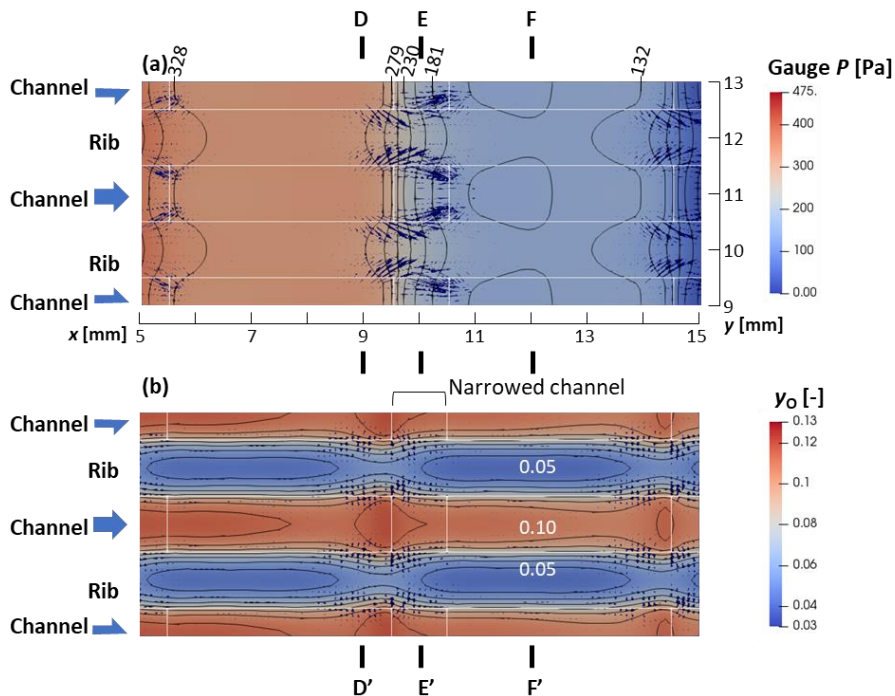 D E F
(a) 328 279 230 181 132
Channel
Rib
Channel
Rib
Channel
13
12
11
10
9
y [mm]
x [mm] 5 7 9 11 13 15
Gauge P [Pa]
475.
400
300
200
100
0.00
(b) Narrowed channel
Channel
Rib
Channel
Rib
Channel
0.05
0.10
0.05
yO [-]
0.13
0.12
0.1
0.08
0.06
0.04
0.03
D’ E’ F’